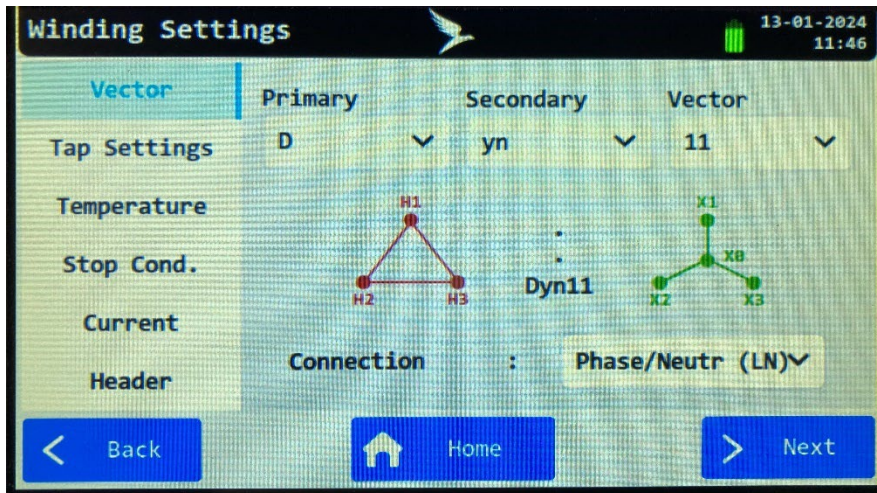 Winding Settings
13-01-2024
11:46
Vector
Tap Settings
Temperature
Stop Cond.
Current
Header
Primary Secondary Vector
D yn 11
H1
H2 H3
:
Dyn11
X1
X0
X2 X3
Connection : Phase/Neutr (LN)
Back Home Next